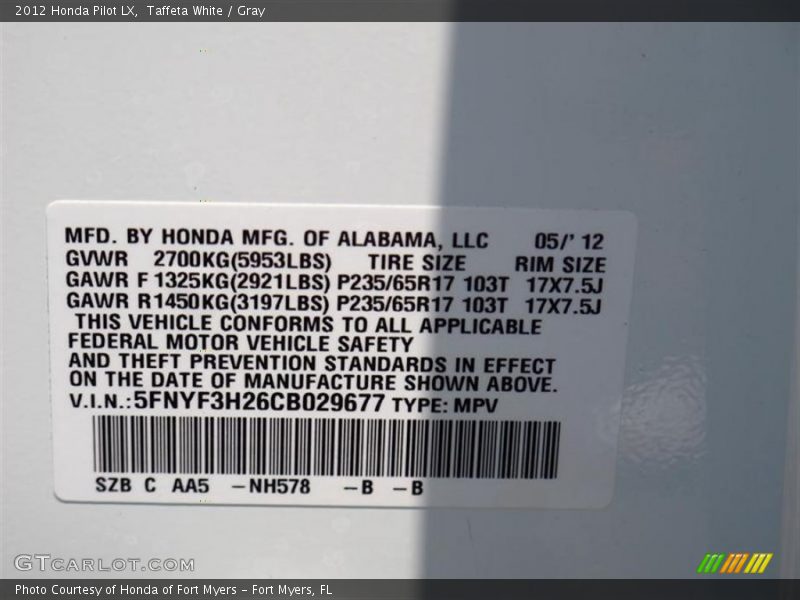 2012 Honda Pilot LX,  Taffeta White / Gray
MFD. BY HONDA MFG. OF ALABAMA, LLC 05/' 12
GVWR 2700KG(5953LBS) TIRE SIZE RIM SIZE
GAWR F 1325KG(2921LBS) P235/65R17 103T 17X7.5J
GAWR R1450KG(3197LBS) P235/65R17 103T 17X7.5J
THIS VEHICLE CONFORMS TO ALL APPLICABLE
FEDERAL MOTOR VEHICLE SAFETY
AND THEFT PREVENTION STANDARDS IN EFFECT
ON THE DATE OF MANUFACTURE SHOWN ABOVE.
V.I.N.:5FNYF3H26CB029677 TYPE: MPV
SZB C AA5 -NH578 -B -B
GTCARLOT.COM
Photo Courtesy of Honda of Fort Myers - Fort Myers, FL